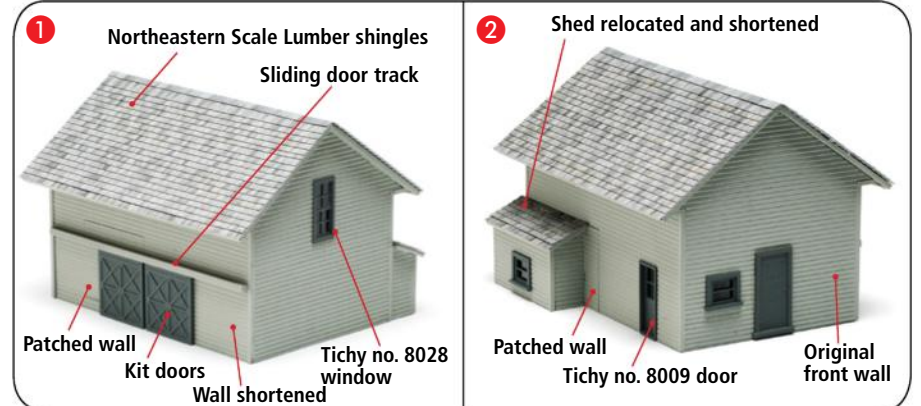 1
Northeastern Scale Lumber shingles
Sliding door track
Patched wall
Kit doors
Wall shortened
Tichy no. 8028
window
2
Shed relocated and shortened
Patched wall
Tichy no. 8009 door
Original
front wall